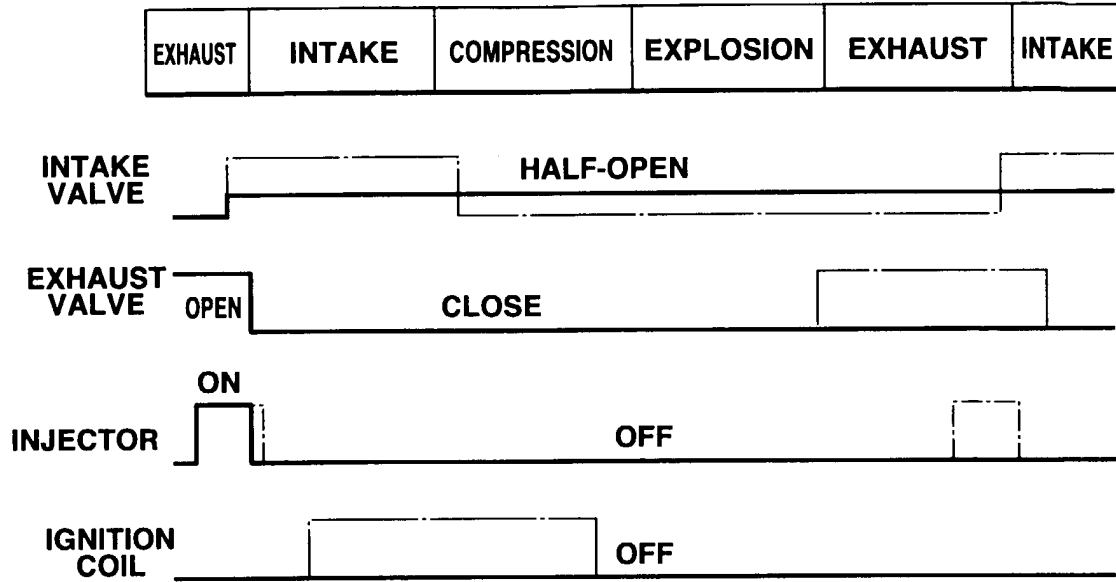 EXHAUST INTAKE COMPRESSION EXPLOSION EXHAUST INTAKE
INTAKE
VALVE
HALF-OPEN
EXHAUST
VALVE
OPEN
CLOSE
ON
INJECTOR
OFF
IGNITION
COIL
OFF